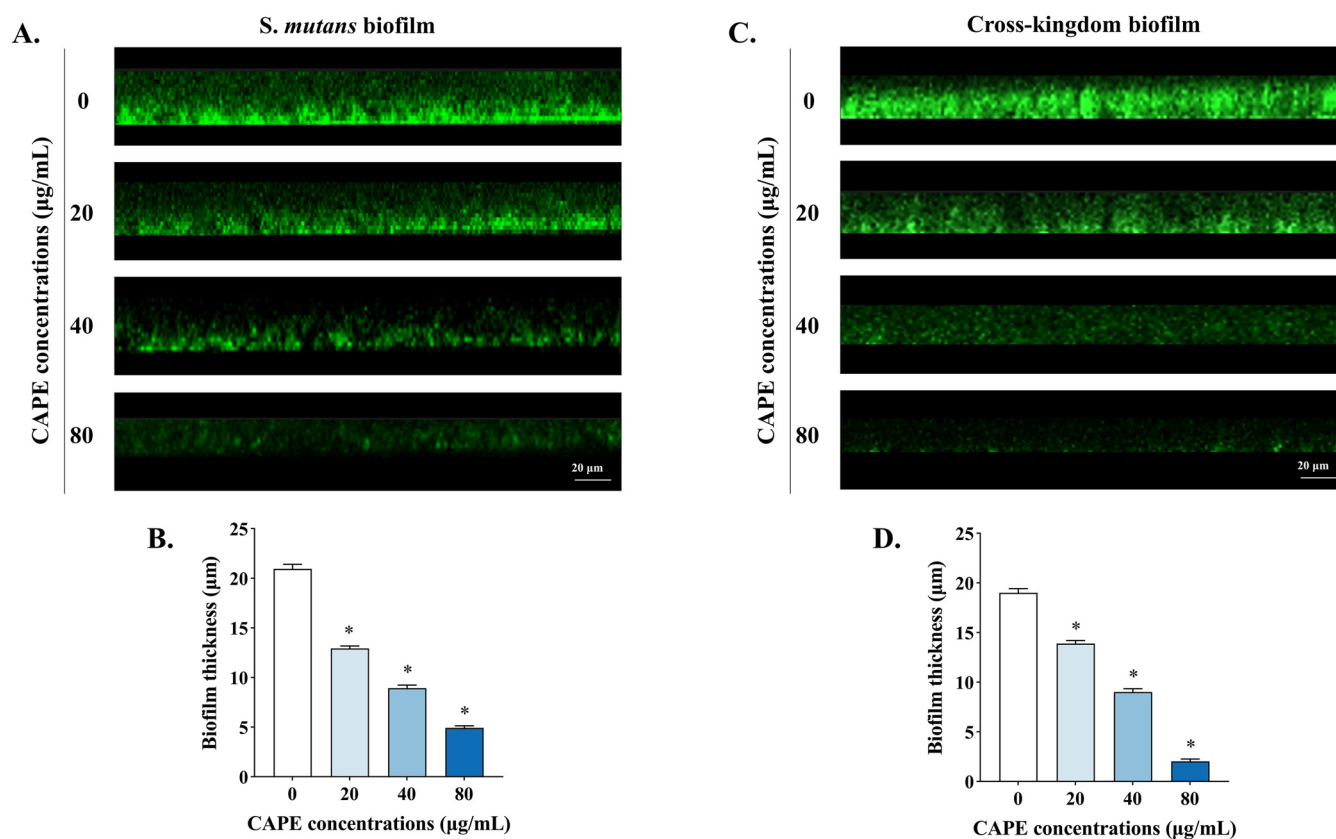 A.
S. mutans biofilm
CAPE concentrations (µg/mL)
0
20
40
80
20 µm
B.
Biofilm thickness (µm)
25
20
15
10
5
0
*
*
*
0 20 40 80
CAPE concentrations (µg/mL)
C.
Cross-kingdom biofilm
CAPE concentrations (µg/mL)
0
20
40
80
20 µm
D.
Biofilm thickness (µm)
25
20
15
10
5
0
*
*
*
0 20 40 80
CAPE concentrations (µg/mL)